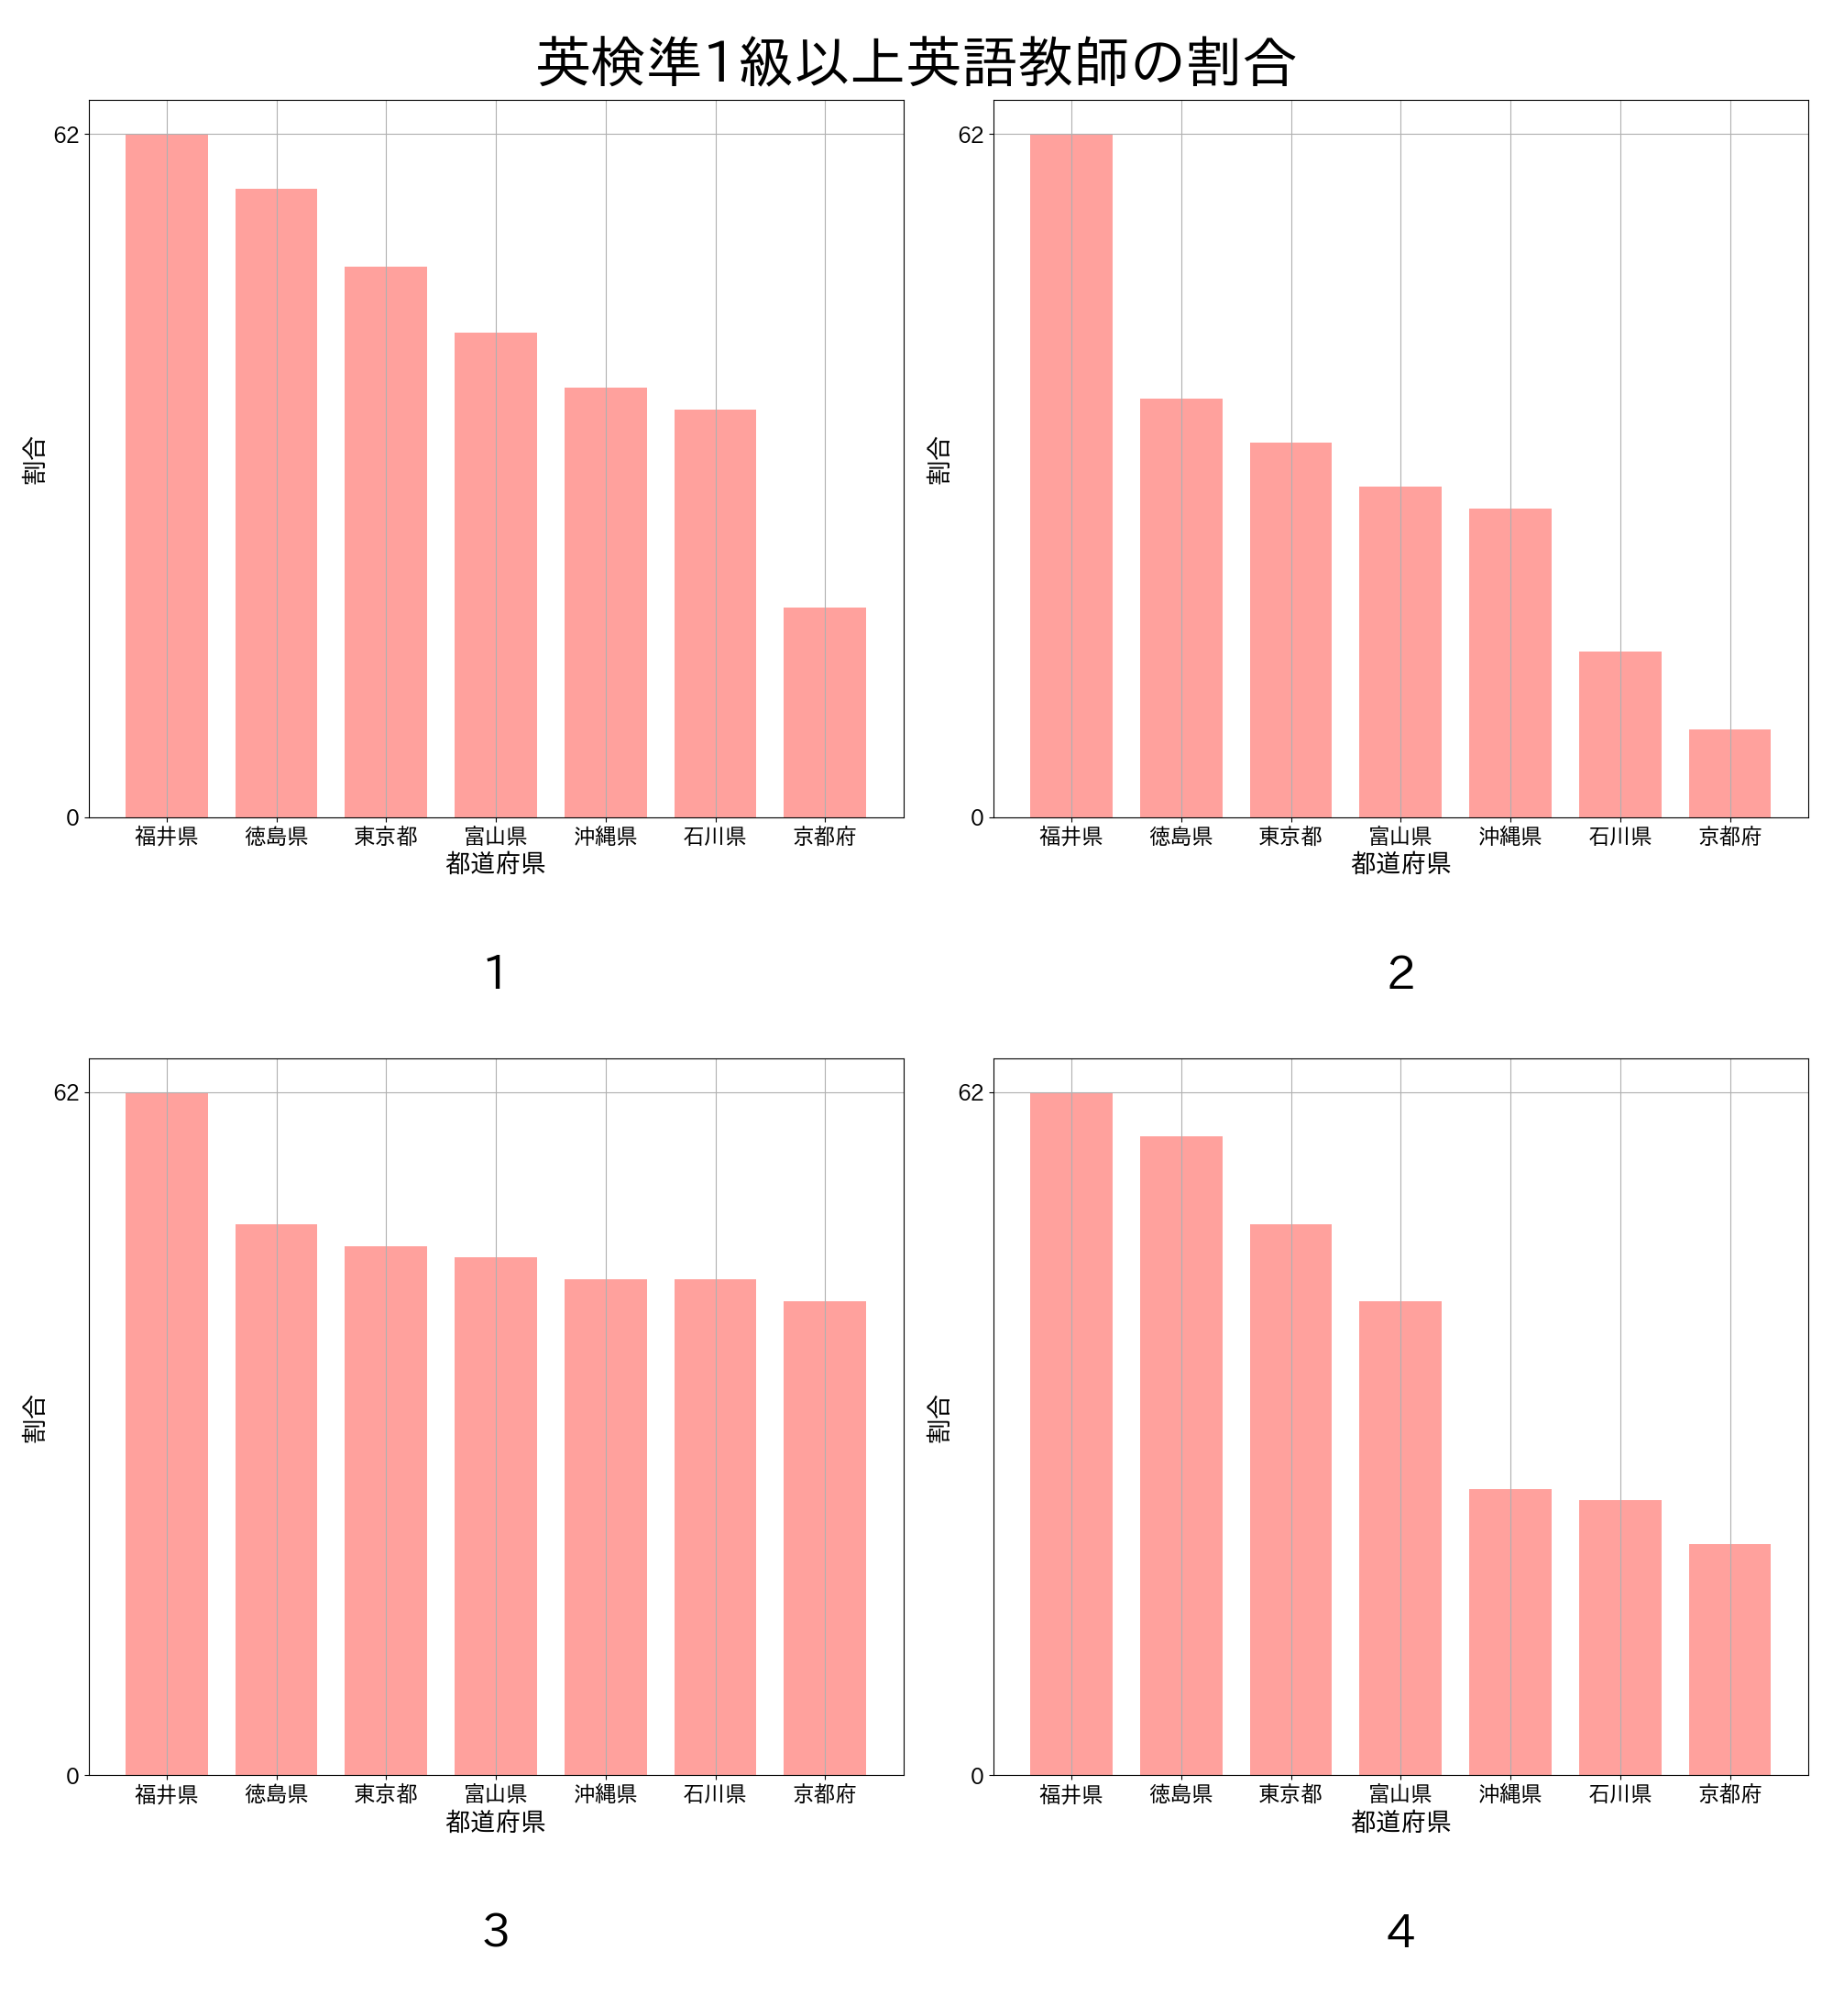 英検準1級以上英語教師の割合
62
0
割合
福井県 徳島県 東京都 富山県 沖縄県 石川県 京都府
都道府県
1
62
0
割合
福井県 徳島県 東京都 富山県 沖縄県 石川県 京都府
都道府県
2
62
0
割合
福井県 徳島県 東京都 富山県 沖縄県 石川県 京都府
都道府県
3
62
0
割合
福井県 徳島県 東京都 富山県 沖縄県 石川県 京都府
都道府県
4